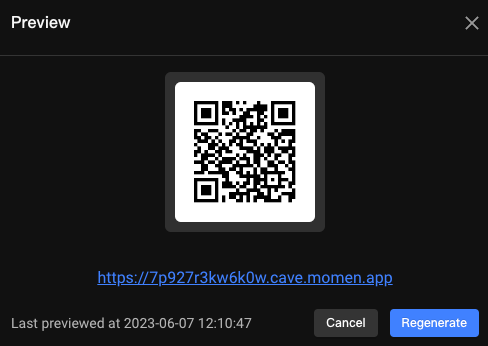 Preview
https://7p927r3kw6k0w.cave.momen.app
Last previewed at 2023-06-07 12:10:47
Cancel
Regenerate